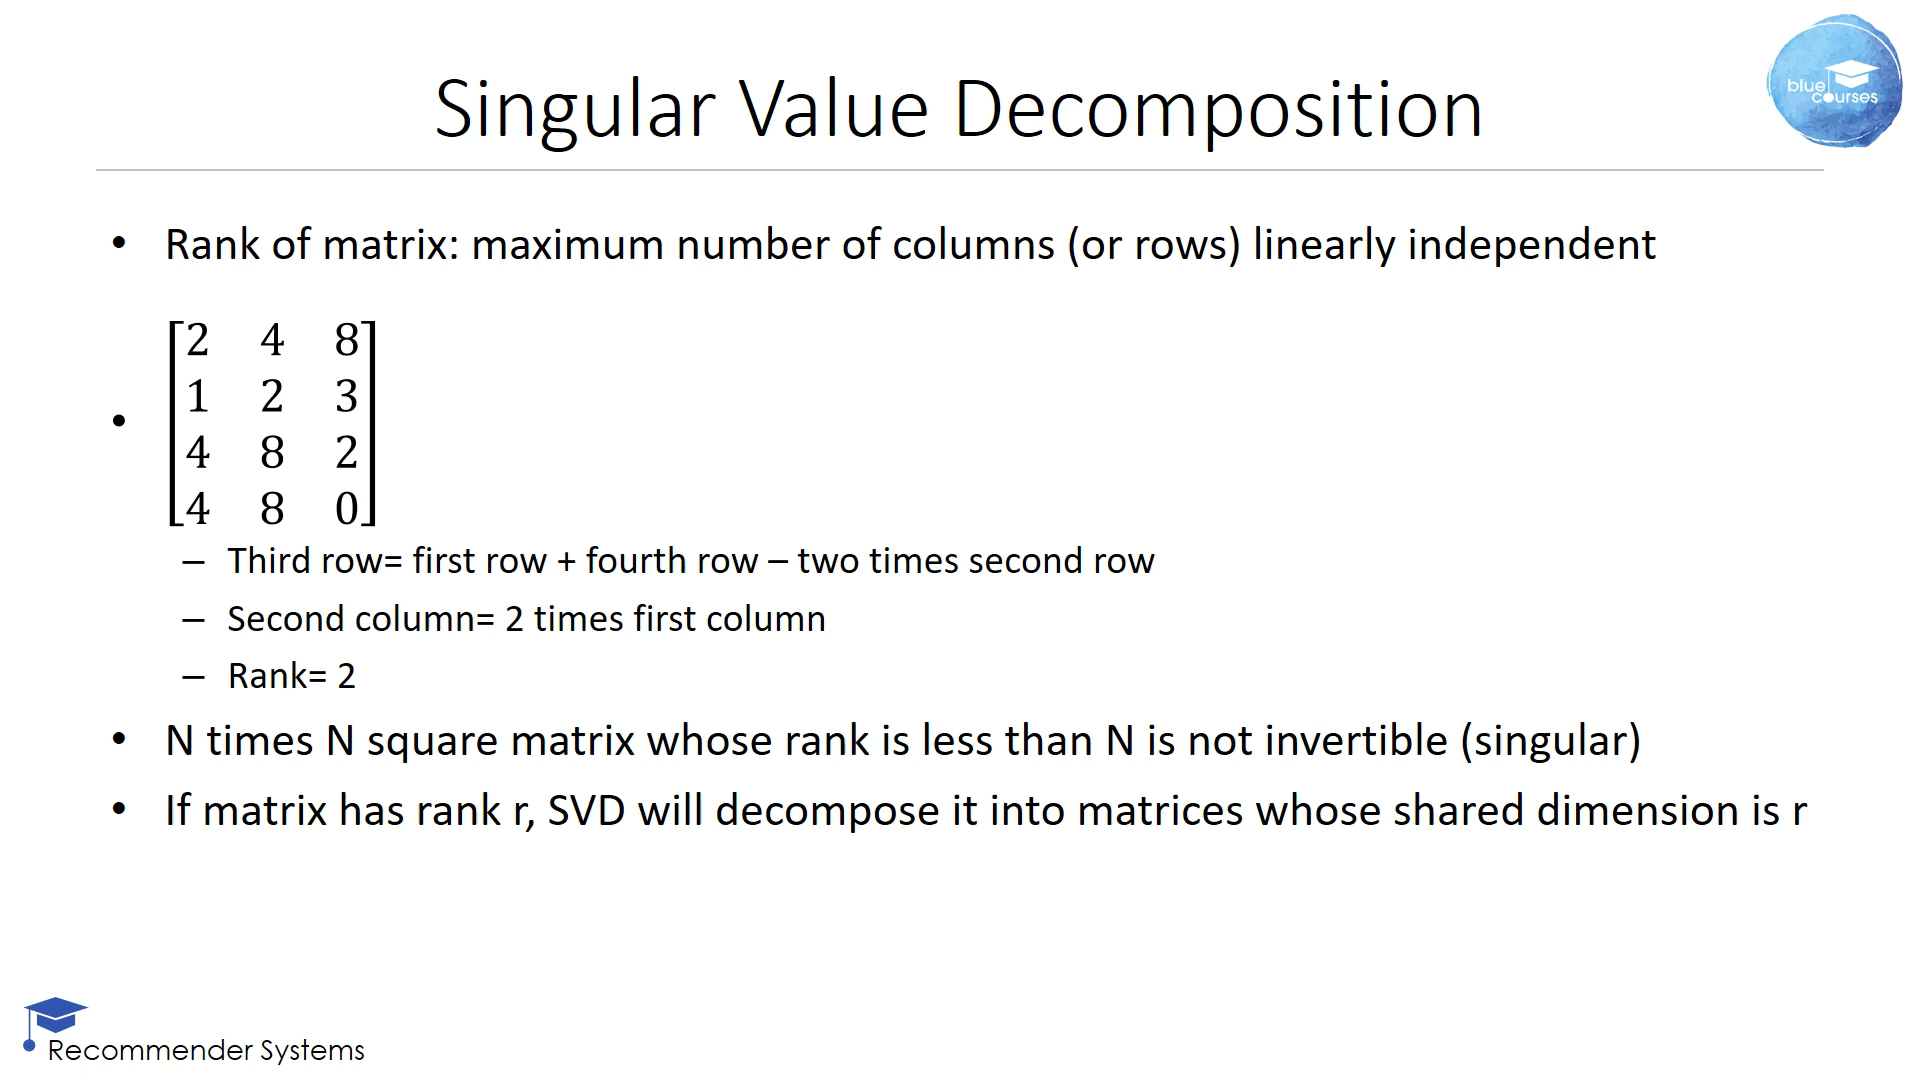 Singular Value Decomposition
blue
courses
• Rank of matrix: maximum number of columns (or rows) linearly independent
• 2 4 8
1 2 3
4 8 2
4 8 0
– Third row= first row + fourth row – two times second row
– Second column= 2 times first column
– Rank= 2
• N times N square matrix whose rank is less than N is not invertible (singular)
• If matrix has rank r, SVD will decompose it into matrices whose shared dimension is r
Recommender Systems